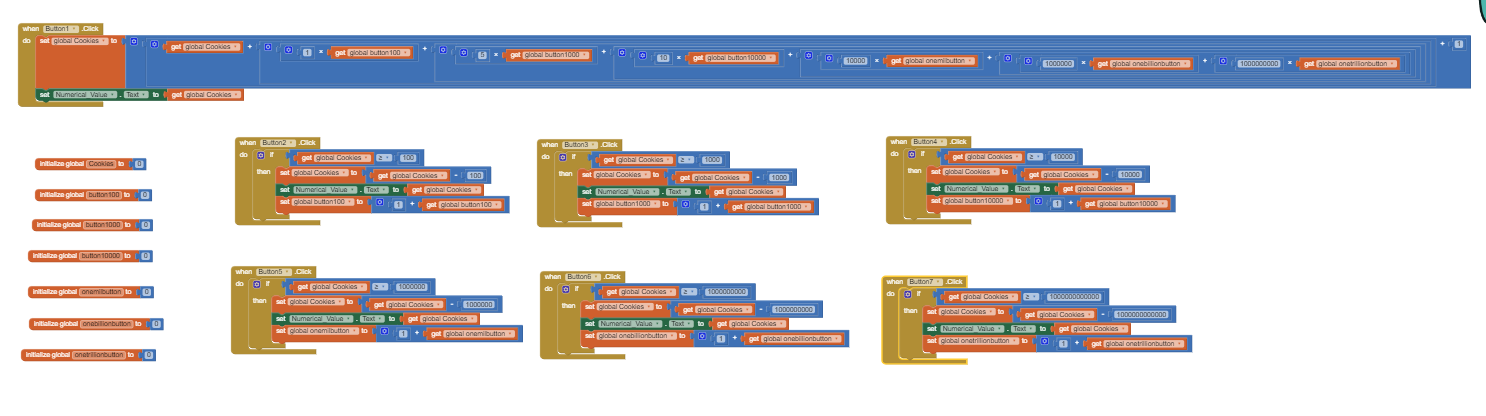 when Button1 .Click
do set global Cookies to get global Cookies + 1 × get global button100 + 5 × get global button1000 + 10 × get global button10000 + 10000 × get global onemilbutton + 1000000 × get global onebillionbutton + 1000000000 × get global onetrillionbutton + 1
set Numerical_Value . Text to get global Cookies
initialize global Cookies to 0
initialize global button100 to 0
initialize global button1000 to 0
initialize global button10000 to 0
initialize global onemilbutton to 0
initialize global onebillionbutton to 0
initialize global onetrillionbutton to 0
when Button2 .Click
do if get global Cookies ≥ 100
then set global Cookies to get global Cookies - 100
set Numerical_Value . Text to get global Cookies
set global button100 to 1 + get global button100
when Button3 .Click
do if get global Cookies ≥ 1000
then set global Cookies to get global Cookies - 1000
set Numerical_Value . Text to get global Cookies
set global button1000 to 1 + get global button1000
when Button4 .Click
do if get global Cookies ≥ 10000
then set global Cookies to get global Cookies - 10000
set Numerical_Value . Text to get global Cookies
set global button10000 to 1 + get global button10000
when Button5 .Click
do if get global Cookies ≥ 1000000
then set global Cookies to get global Cookies - 1000000
set Numerical_Value . Text to get global Cookies
set global onemilbutton to 1 + get global onemilbutton
when Button6 .Click
do if get global Cookies ≥ 1000000000
then set global Cookies to get global Cookies - 1000000000
set Numerical_Value . Text to get global Cookies
set global onebillionbutton to 1 + get global onebillionbutton
when Button7 .Click
do if get global Cookies ≥ 1000000000000
then set global Cookies to get global Cookies - 1000000000000
set Numerical_Value . Text to get global Cookies
set global onetrillionbutton to 1 + get global onetrillionbutton